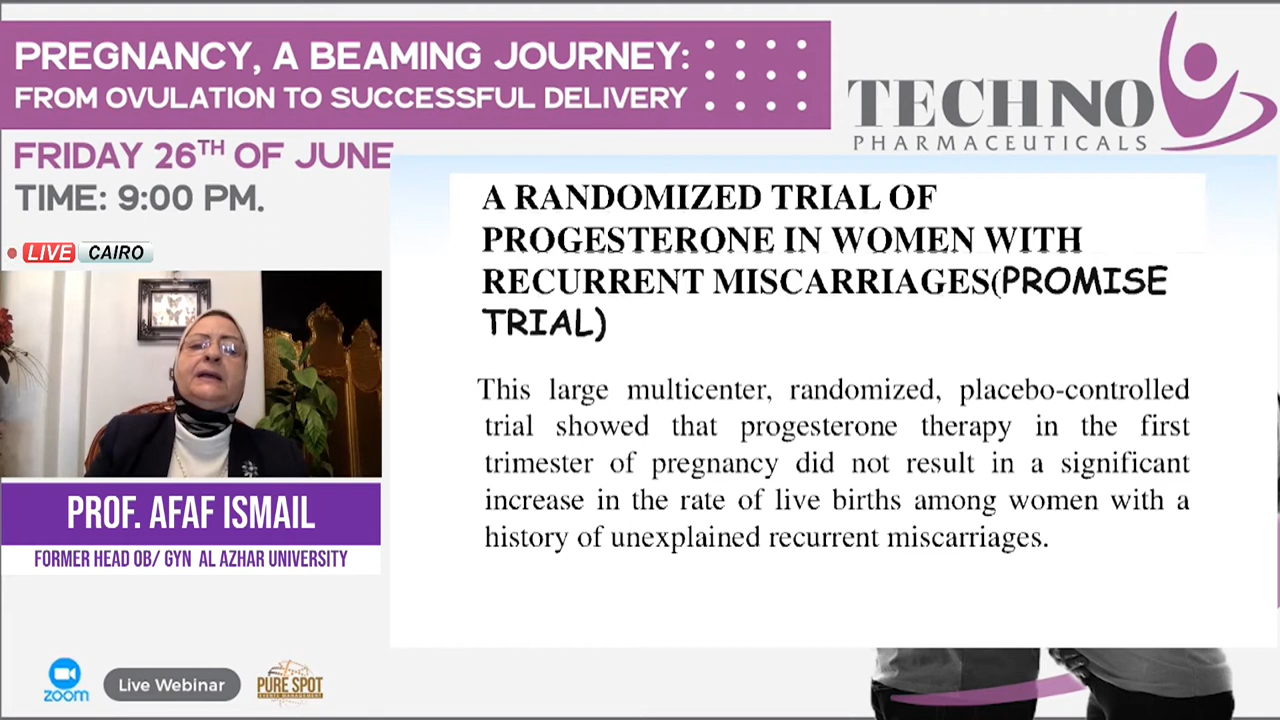 PREGNANCY, A BEAMING JOURNEY:
FROM OVULATION TO SUCCESSFUL DELIVERY
TECHNO
PHARMACEUTICALS
FRIDAY 26TH OF JUNE
TIME: 9:00 PM.
LIVE CAIRO
A RANDOMIZED TRIAL OF
PROGESTERONE IN WOMEN WITH
RECURRENT MISCARRIAGES(PROMISE
TRIAL)
This large multicenter, randomized, placebo-controlled
trial showed that progesterone therapy in the first
trimester of pregnancy did not result in a significant
increase in the rate of live births among women with a
history of unexplained recurrent miscarriages.
PROF. AFAF ISMAIL
FORMER HEAD OB/ GYN AL AZHAR UNIVERSITY
zoom
Live Webinar
PURE SPOT
EVENTS MANAGEMENT